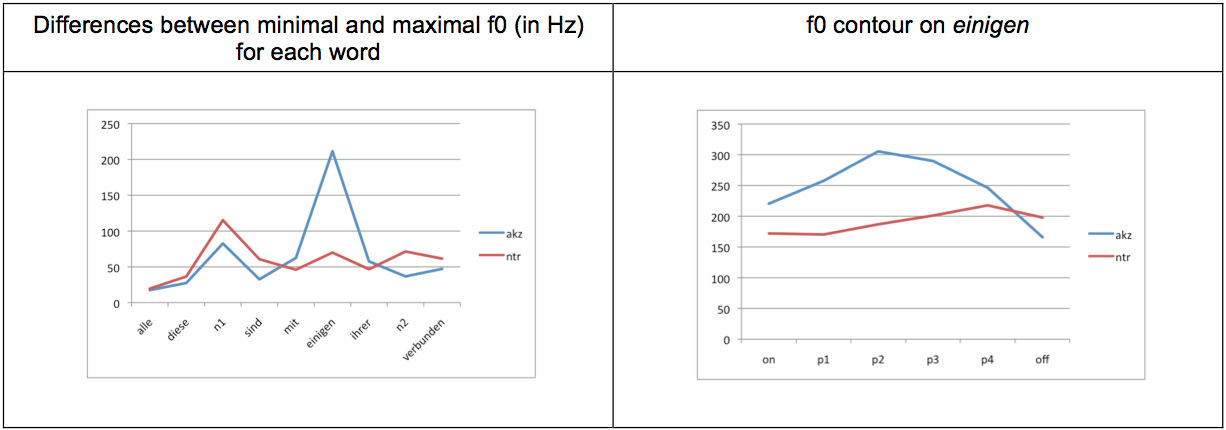 Differences between minimal and maximal f0 (in Hz)
for each word
f0 contour on einigen
250
200
150
100
50
0
akz
ntr
alle
diese
n1
sind
mit
einigen
ihrer
n2
verbunden
350
300
250
200
150
100
50
0
akz
ntr
on
p1
p2
p3
p4
off